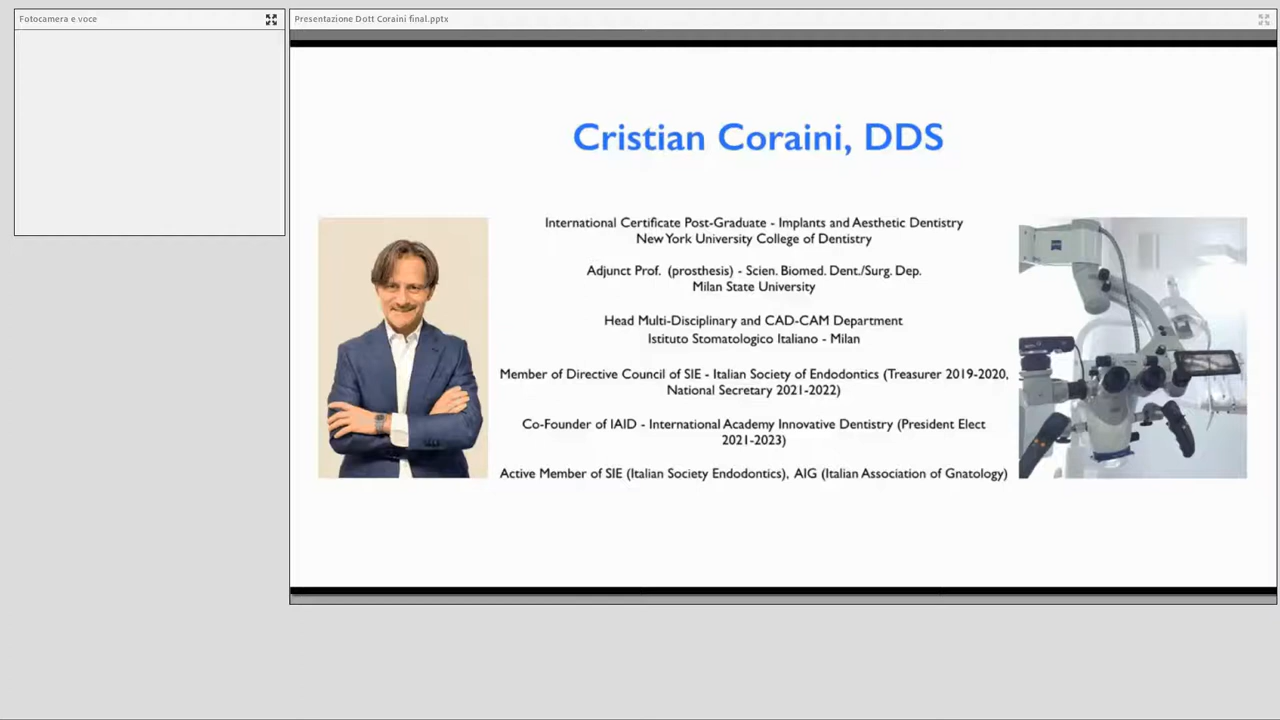 Fotocamera e voce
Presentazione Dott Coraini final.pptx
Cristian Coraini, DDS
International Certificate Post-Graduate - Implants and Aesthetic Dentistry
New York University College of Dentistry
Adjunct Prof. (prosthesis) - Scien. Biomed. Dent./Surg. Dep.
Milan State University
Head Multi-Disciplinary and CAD-CAM Department
Istituto Stomatologico Italiano - Milan
Member of Directive Council of SIE - Italian Society of Endodontics (Treasurer 2019-2020,
National Secretary 2021-2022)
Co-Founder of IAID - International Academy Innovative Dentistry (President Elect
2021-2023)
Active Member of SIE (Italian Society Endodontics), AIG (Italian Association of Gnatology)